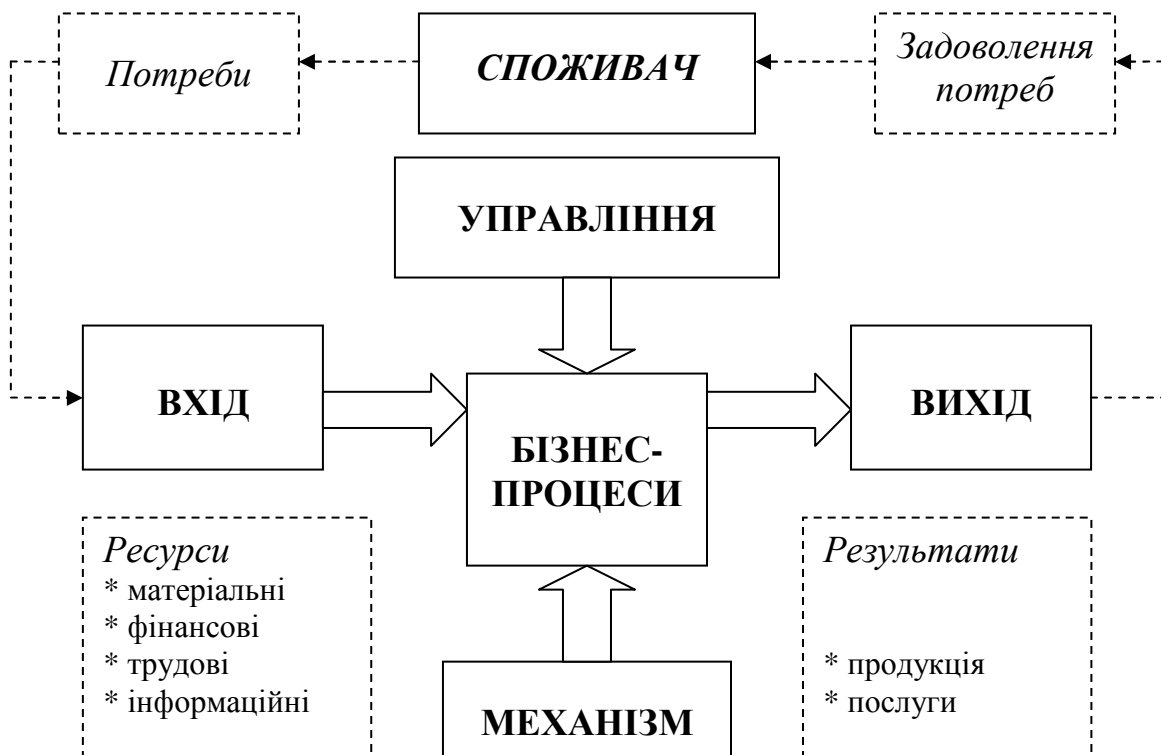 Потреби
СПОЖИВАЧ
Задоволення
потреб
УПРАВЛІННЯ
ВХІД
БІЗНЕС-
ПРОЦЕСИ
ВИХІД
Ресурси
* матеріальні
* фінансові
* трудові
* інформаційні
МЕХАНІЗМ
Результати
* продукція
* послуги